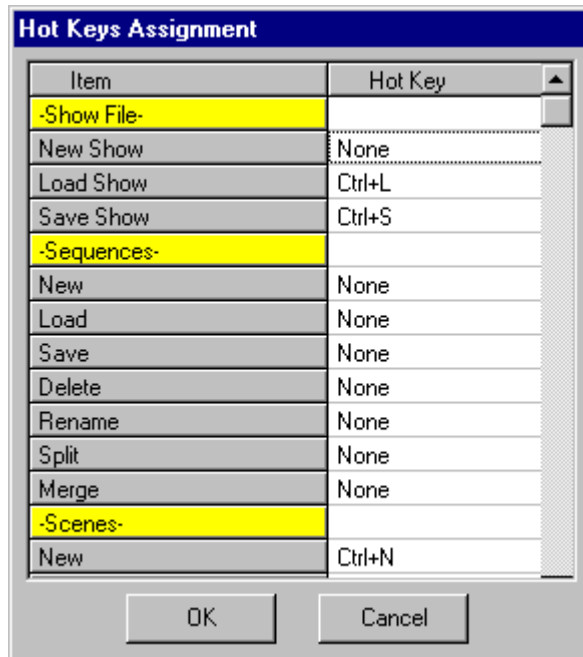 Hot Keys Assignment
Item Hot Key
-Show File-
New Show None
Load Show Ctrl+L
Save Show Ctrl+S
-Sequences-
New None
Load None
Save None
Delete None
Rename None
Split None
Merge None
-Scenes-
New Ctrl+N
OK Cancel